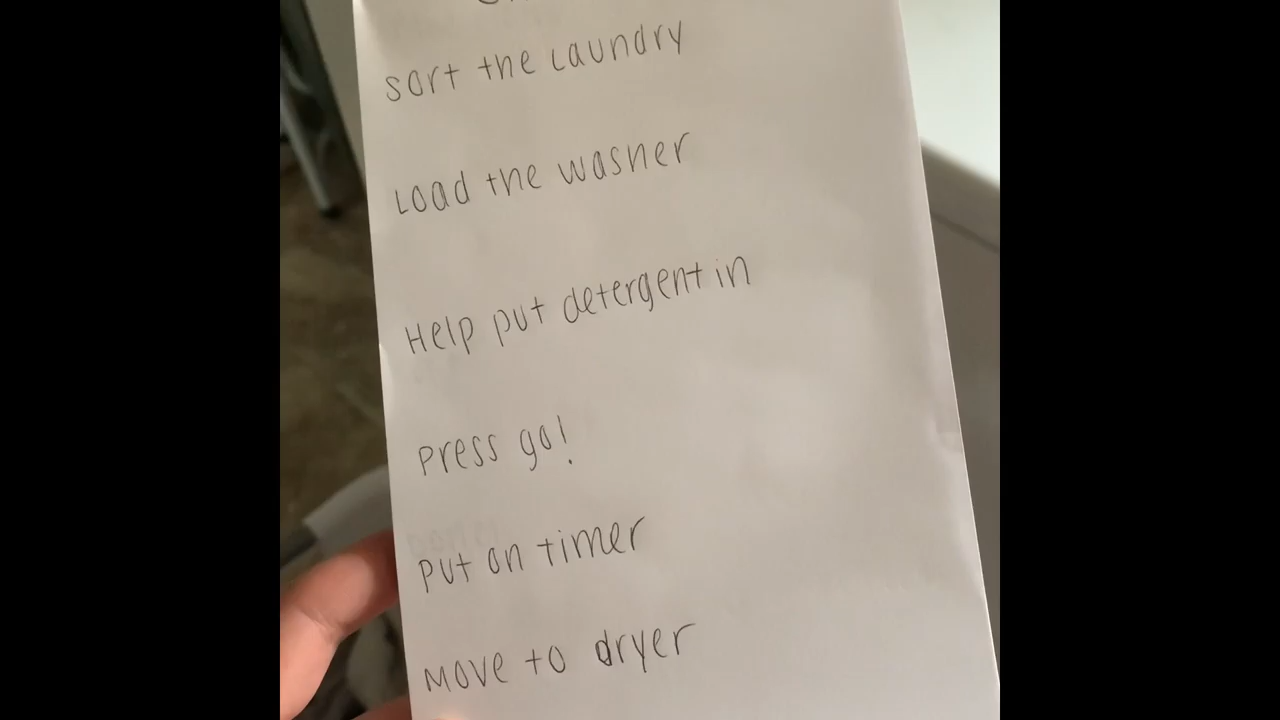 sort the laundry
Load the washer
Help put detergent in
press go!
put on timer
move to dryer